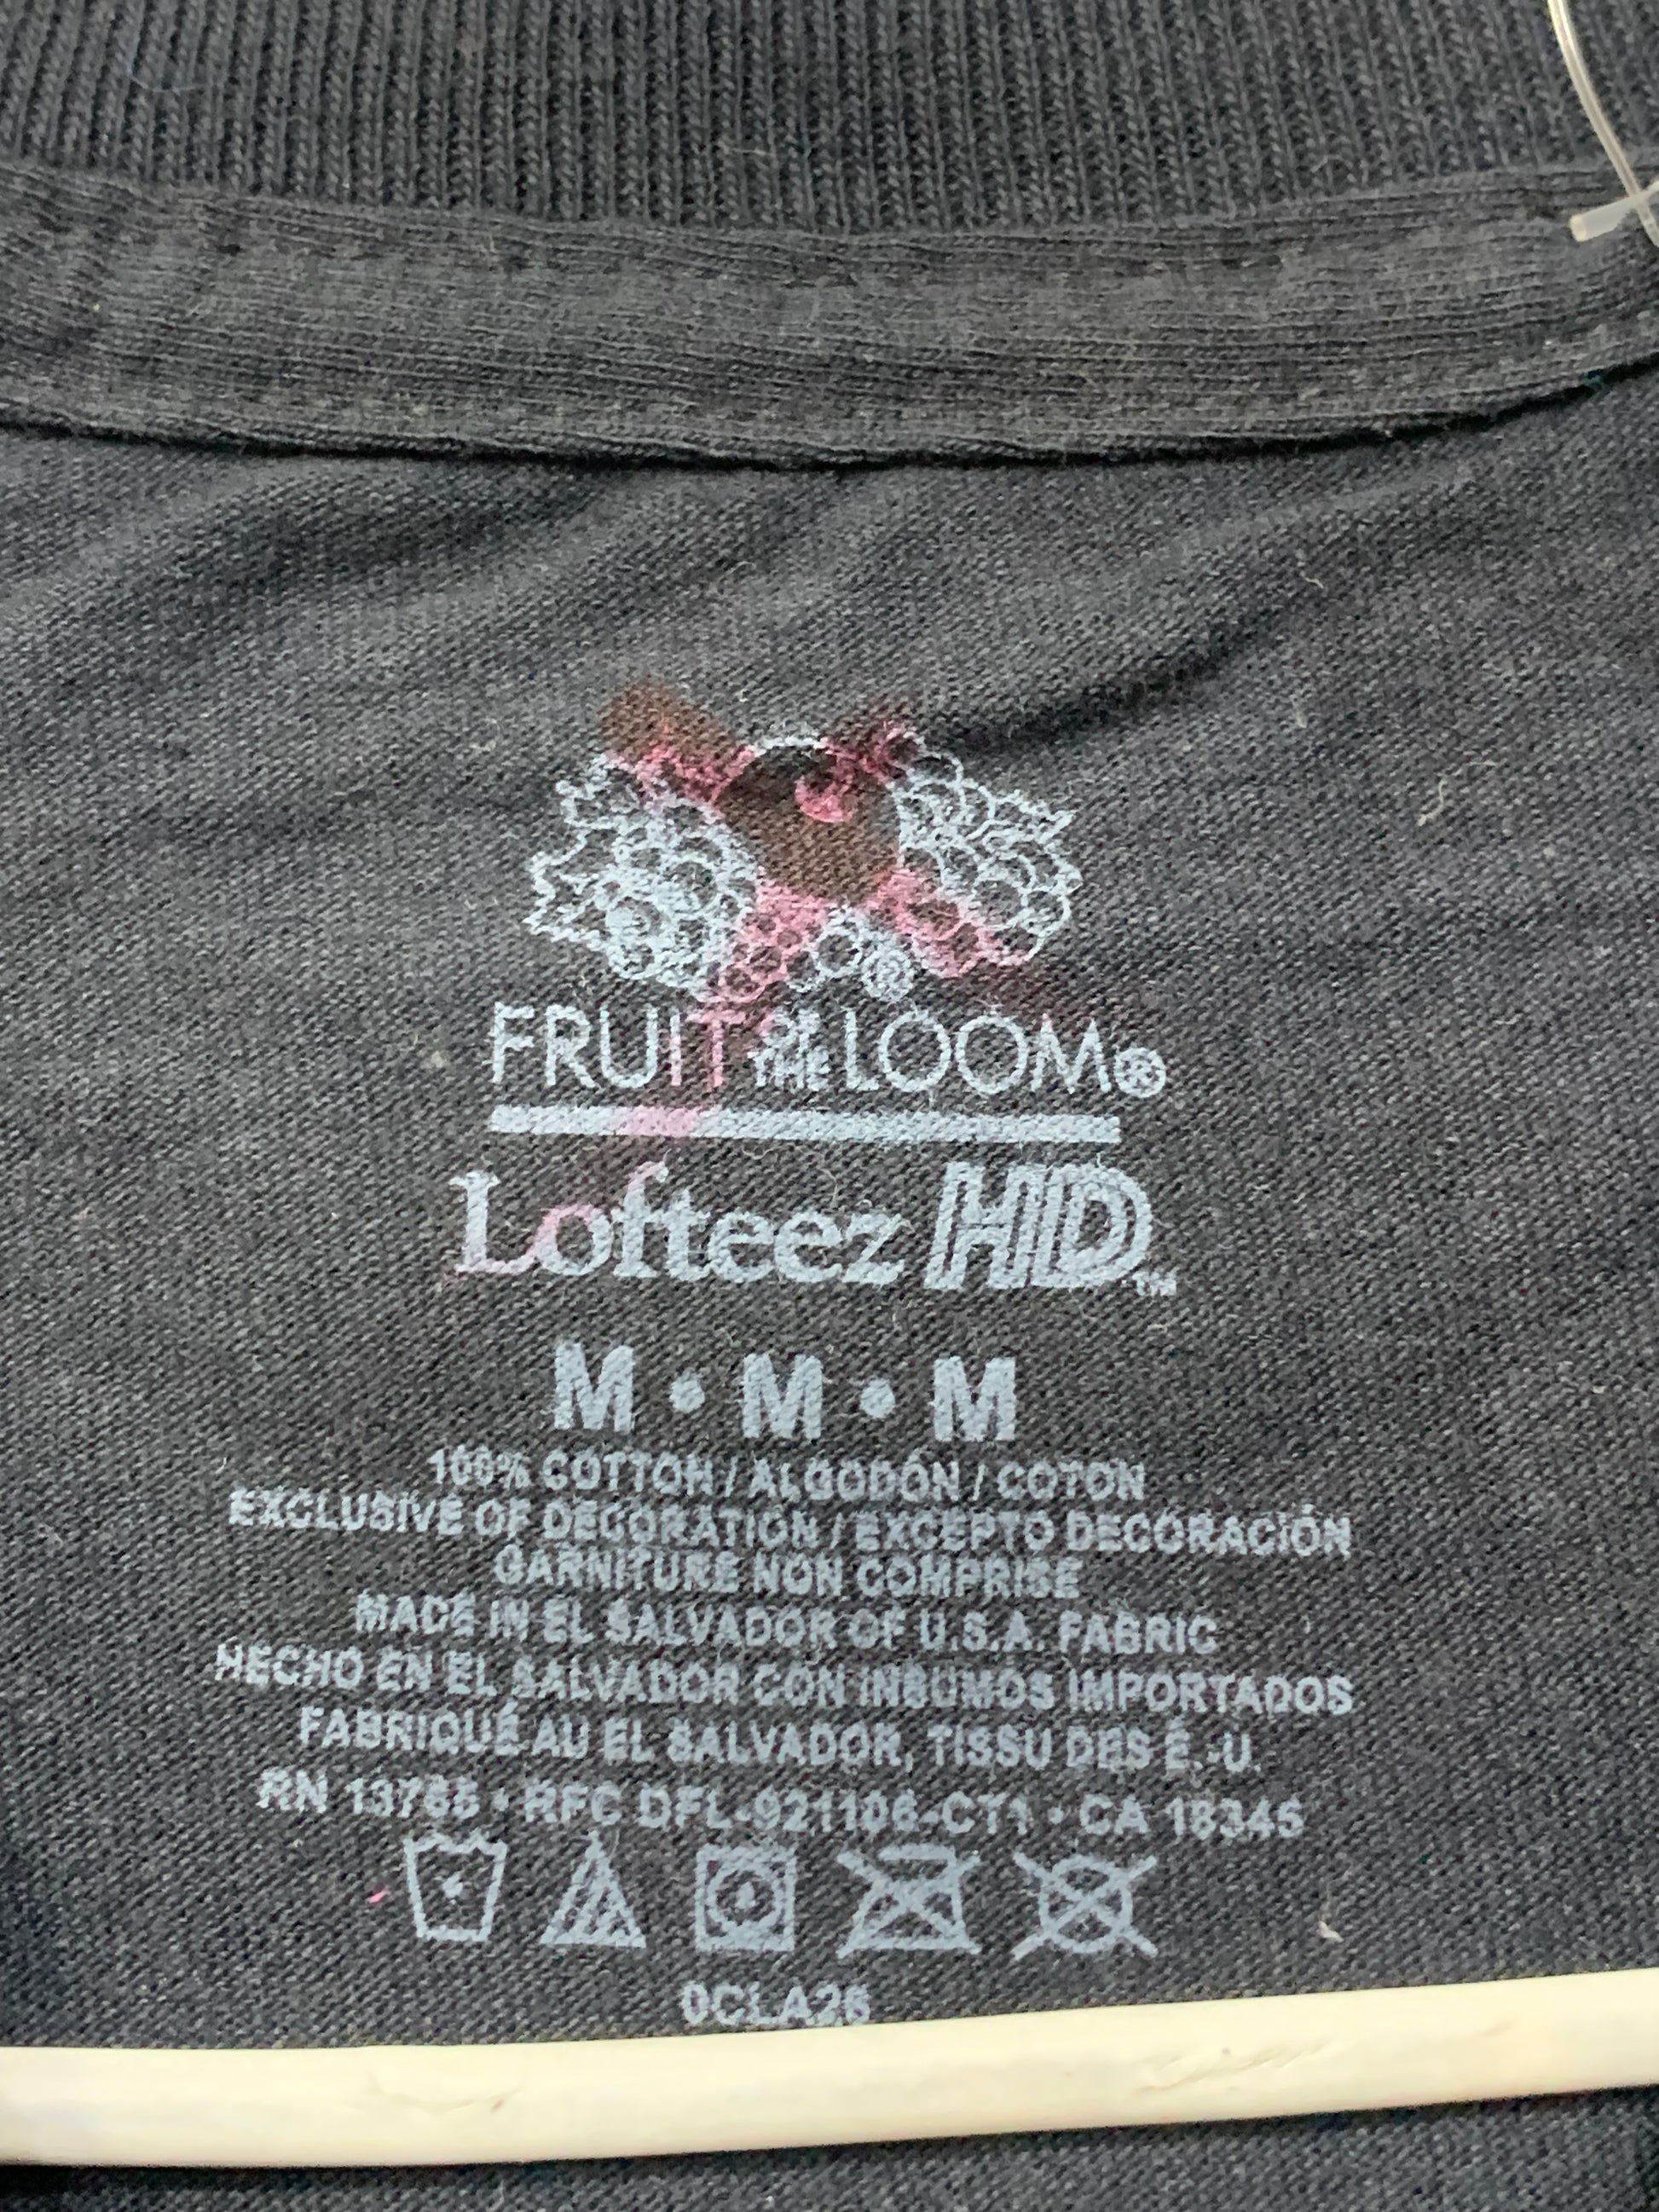 FRUIT OF THE LOOM®
Lofteez HD™
M • M • M
100% COTTON / ALGODÓN / COTON
EXCLUSIVE OF DECORATION / EXCEPTO DECORACIÓN
GARNITURE NON COMPRISE
MADE IN EL SALVADOR OF U.S.A. FABRIC
HECHO EN EL SALVADOR CON INSUMOS IMPORTADOS
FABRIQUÉ AU EL SALVADOR, TISSU DES É.-U.
RN 13765 • RFC DFL-921106-CT1 • CA 18345
0CLA26